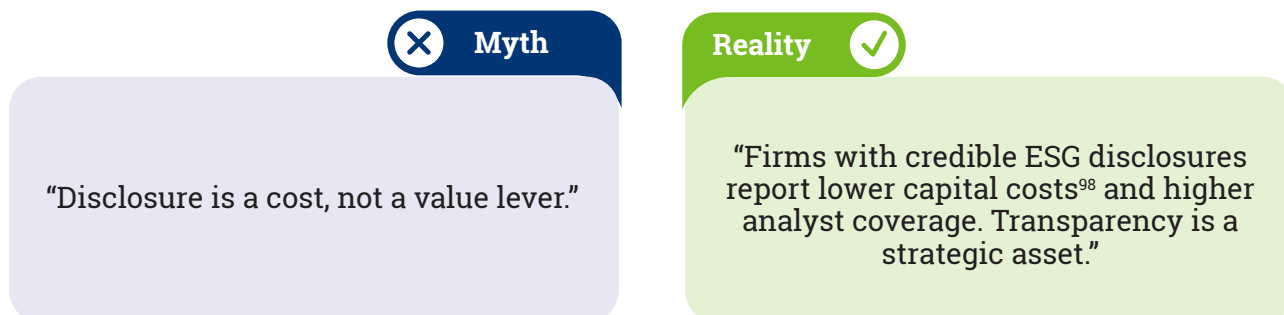 Myth
Reality
“Disclosure is a cost, not a value lever.”
“Firms with credible ESG disclosures
report lower capital costs⁹⁸ and higher
analyst coverage. Transparency is a
strategic asset.”